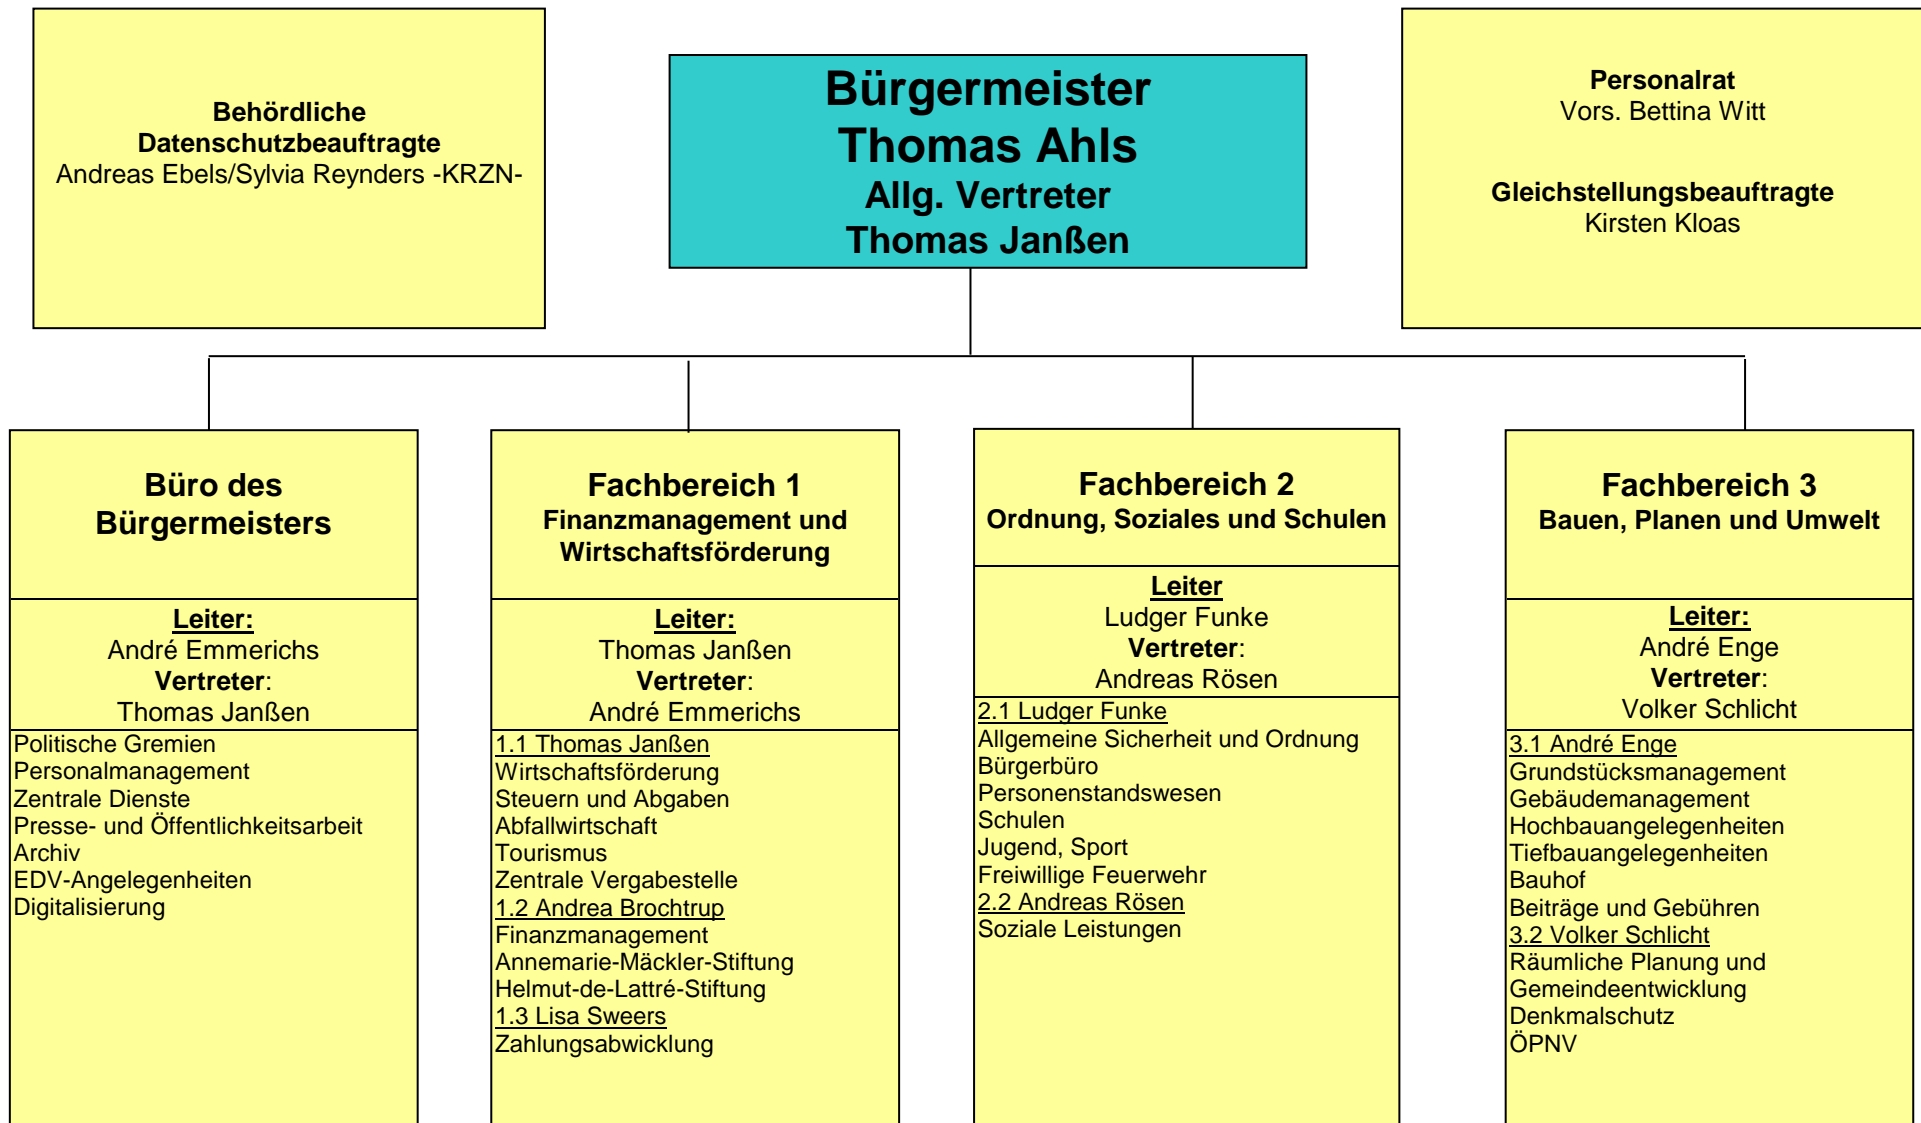 Behördliche
Datenschutzbeauftragte
Andreas Ebels/Sylvia Reynders -KRZN-
Bürgermeister
Thomas Ahls
Allg. Vertreter
Thomas Janßen
Personalrat
Vors. Bettina Witt
Gleichstellungsbeauftragte
Kirsten Kloas
Büro des
Bürgermeisters
Leiter:
André Emmerichs
Vertreter:
Thomas Janßen
Politische Gremien
Personalmanagement
Zentrale Dienste
Presse- und Öffentlichkeitsarbeit
Archiv
EDV-Angelegenheiten
Digitalisierung
Fachbereich 1
Finanzmanagement und
Wirtschaftsförderung
Leiter:
Thomas Janßen
Vertreter:
André Emmerichs
1.1 Thomas Janßen
Wirtschaftsförderung
Steuern und Abgaben
Abfallwirtschaft
Tourismus
Zentrale Vergabestelle
1.2 Andrea Brochtrup
Finanzmanagement
Annemarie-Mäckler-Stiftung
Helmut-de-Lattré-Stiftung
1.3 Lisa Sweers
Zahlungsabwicklung
Fachbereich 2
Ordnung, Soziales und Schulen
Leiter
Ludger Funke
Vertreter:
Andreas Rösen
2.1 Ludger Funke
Allgemeine Sicherheit und Ordnung
Bürgerbüro
Personenstandswesen
Schulen
Jugend, Sport
Freiwillige Feuerwehr
2.2 Andreas Rösen
Soziale Leistungen
Fachbereich 3
Bauen, Planen und Umwelt
Leiter:
André Enge
Vertreter:
Volker Schlicht
3.1 André Enge
Grundstücksmanagement
Gebäudemanagement
Hochbauangelegenheiten
Tiefbauangelegenheiten
Bauhof
Beiträge und Gebühren
3.2 Volker Schlicht
Räumliche Planung und
Gemeindeentwicklung
Denkmalschutz
ÖPNV